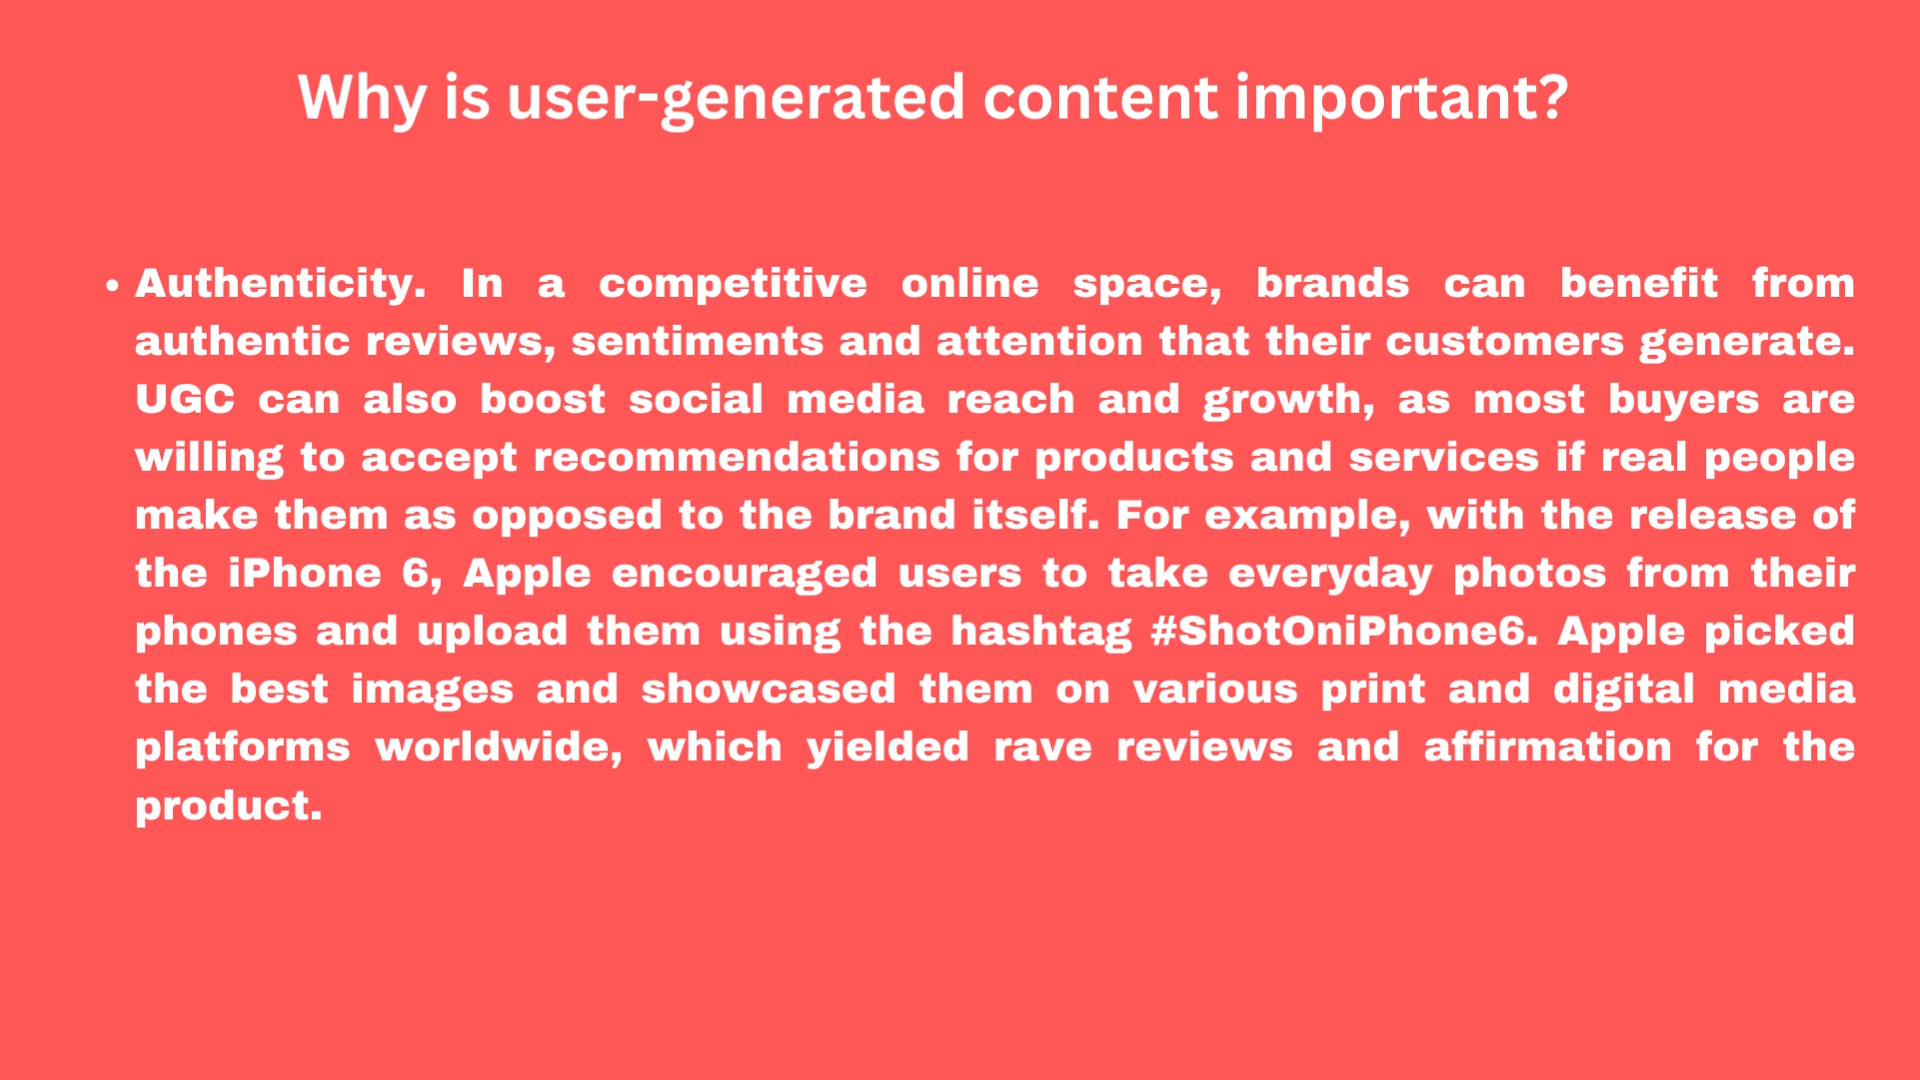 Why is user-generated content important?
• Authenticity. In a competitive online space, brands can benefit from
authentic reviews, sentiments and attention that their customers generate.
UGC can also boost social media reach and growth, as most buyers are
willing to accept recommendations for products and services if real people
make them as opposed to the brand itself. For example, with the release of
the iPhone 6, Apple encouraged users to take everyday photos from their
phones and upload them using the hashtag #ShotOniPhone6. Apple picked
the best images and showcased them on various print and digital media
platforms worldwide, which yielded rave reviews and affirmation for the
product.